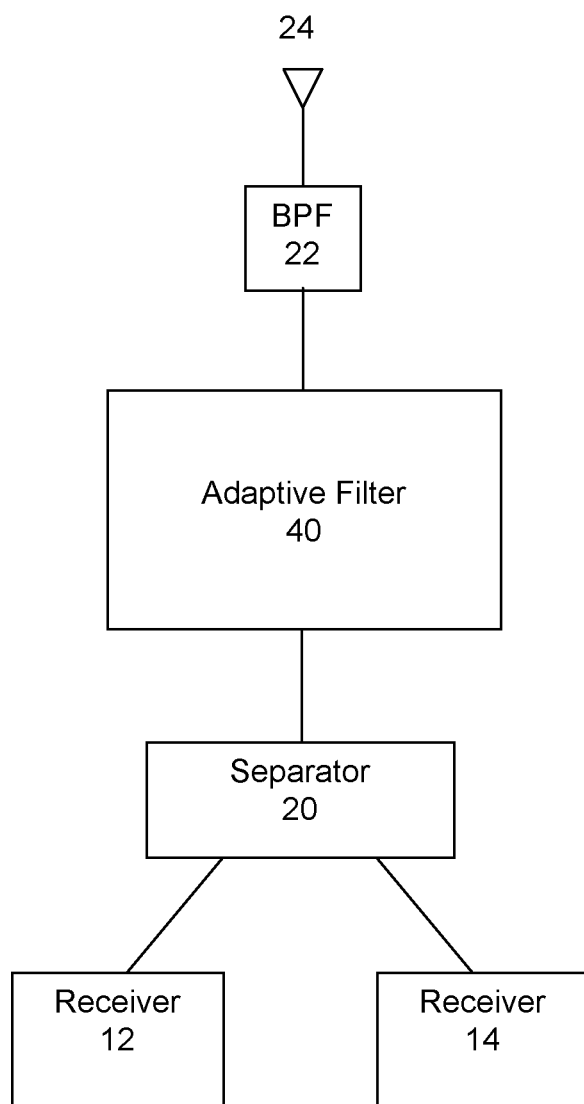 24
BPF
22
Adaptive Filter
40
Separator
20
Receiver
12
Receiver
14